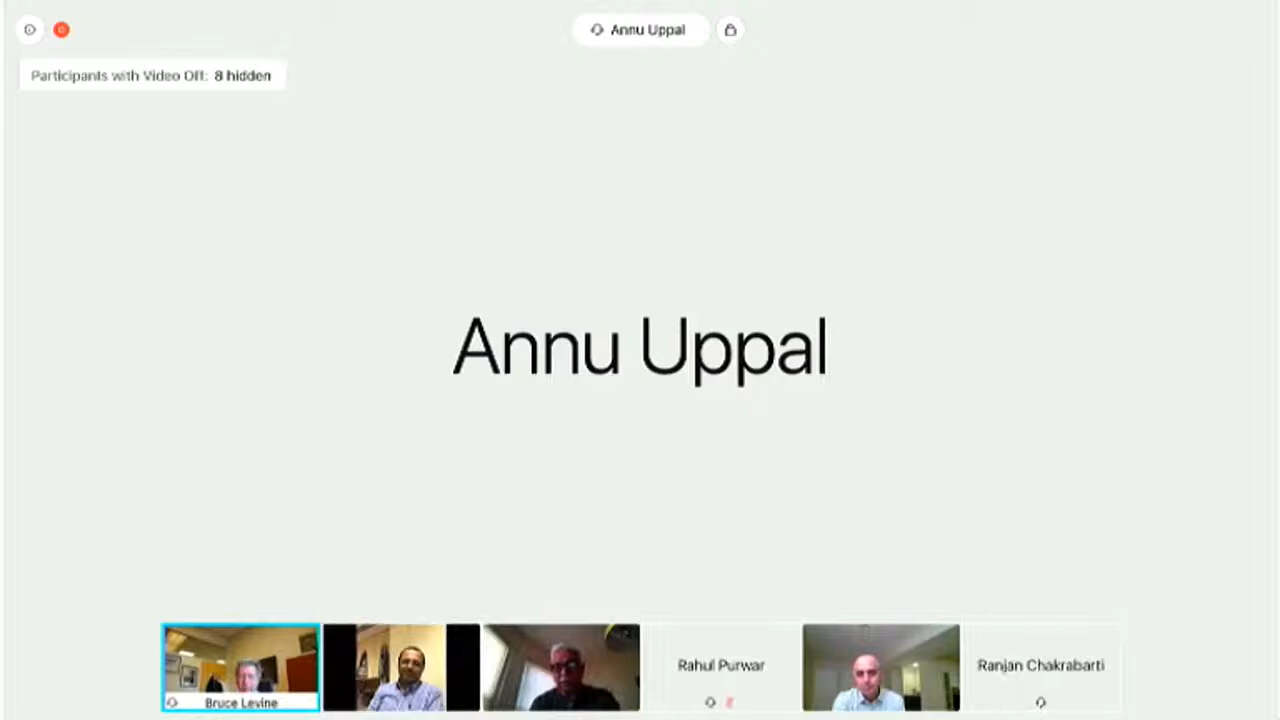 Annu Uppal
Participants with Video Off: 8 hidden
Annu Uppal
Rahul Purwar
Ranjan Chakrabarti
Bruce Levine